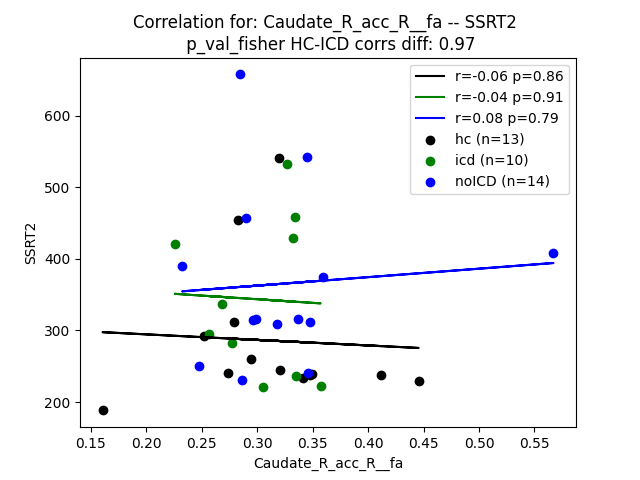 Correlation for: Caudate_R_acc_R__fa -- SSRT2
p_val_fisher HC-ICD corrs diff: 0.97
r=-0.06 p=0.86
r=-0.04 p=0.91
r=0.08 p=0.79
hc (n=13)
icd (n=10)
noICD (n=14)
600
500
400
300
200
SSRT2
0.15 0.20 0.25 0.30 0.35 0.40 0.45 0.50 0.55
Caudate_R_acc_R__fa